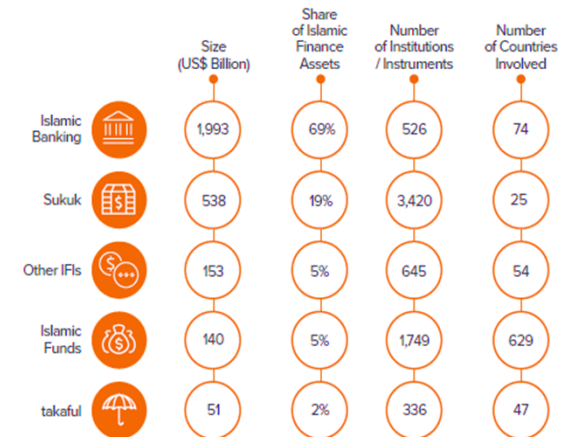 Size
(US$ Billion)
Share
of Islamic
Finance
Assets
Number
of Institutions
/ Instruments
Number
of Countries
Involved
Islamic
Banking
1,993
69%
526
74
Sukuk
538
19%
3,420
25
Other IFIs
153
5%
645
54
Islamic
Funds
140
5%
1,749
629
takaful
51
2%
336
47